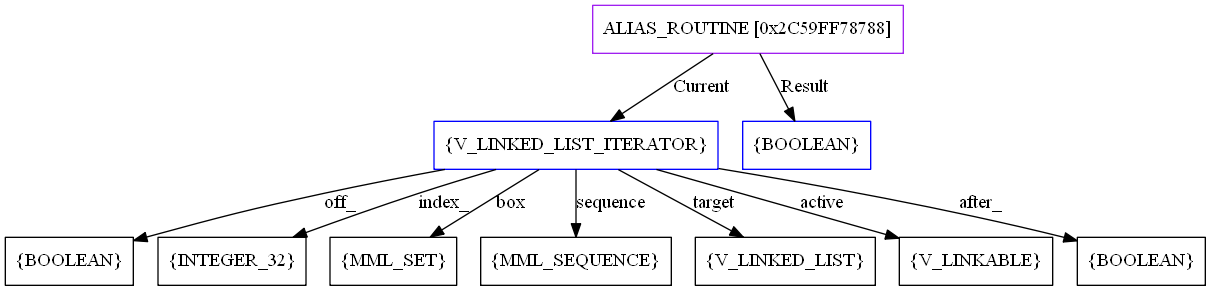 ALIAS_ROUTINE [0x2C59FF78788]
Current
Result
{V_LINKED_LIST_ITERATOR}
{BOOLEAN}
off_
index_
box
sequence
target
active
after_
{BOOLEAN}
{INTEGER_32}
{MML_SET}
{MML_SEQUENCE}
{V_LINKED_LIST}
{V_LINKABLE}
{BOOLEAN}